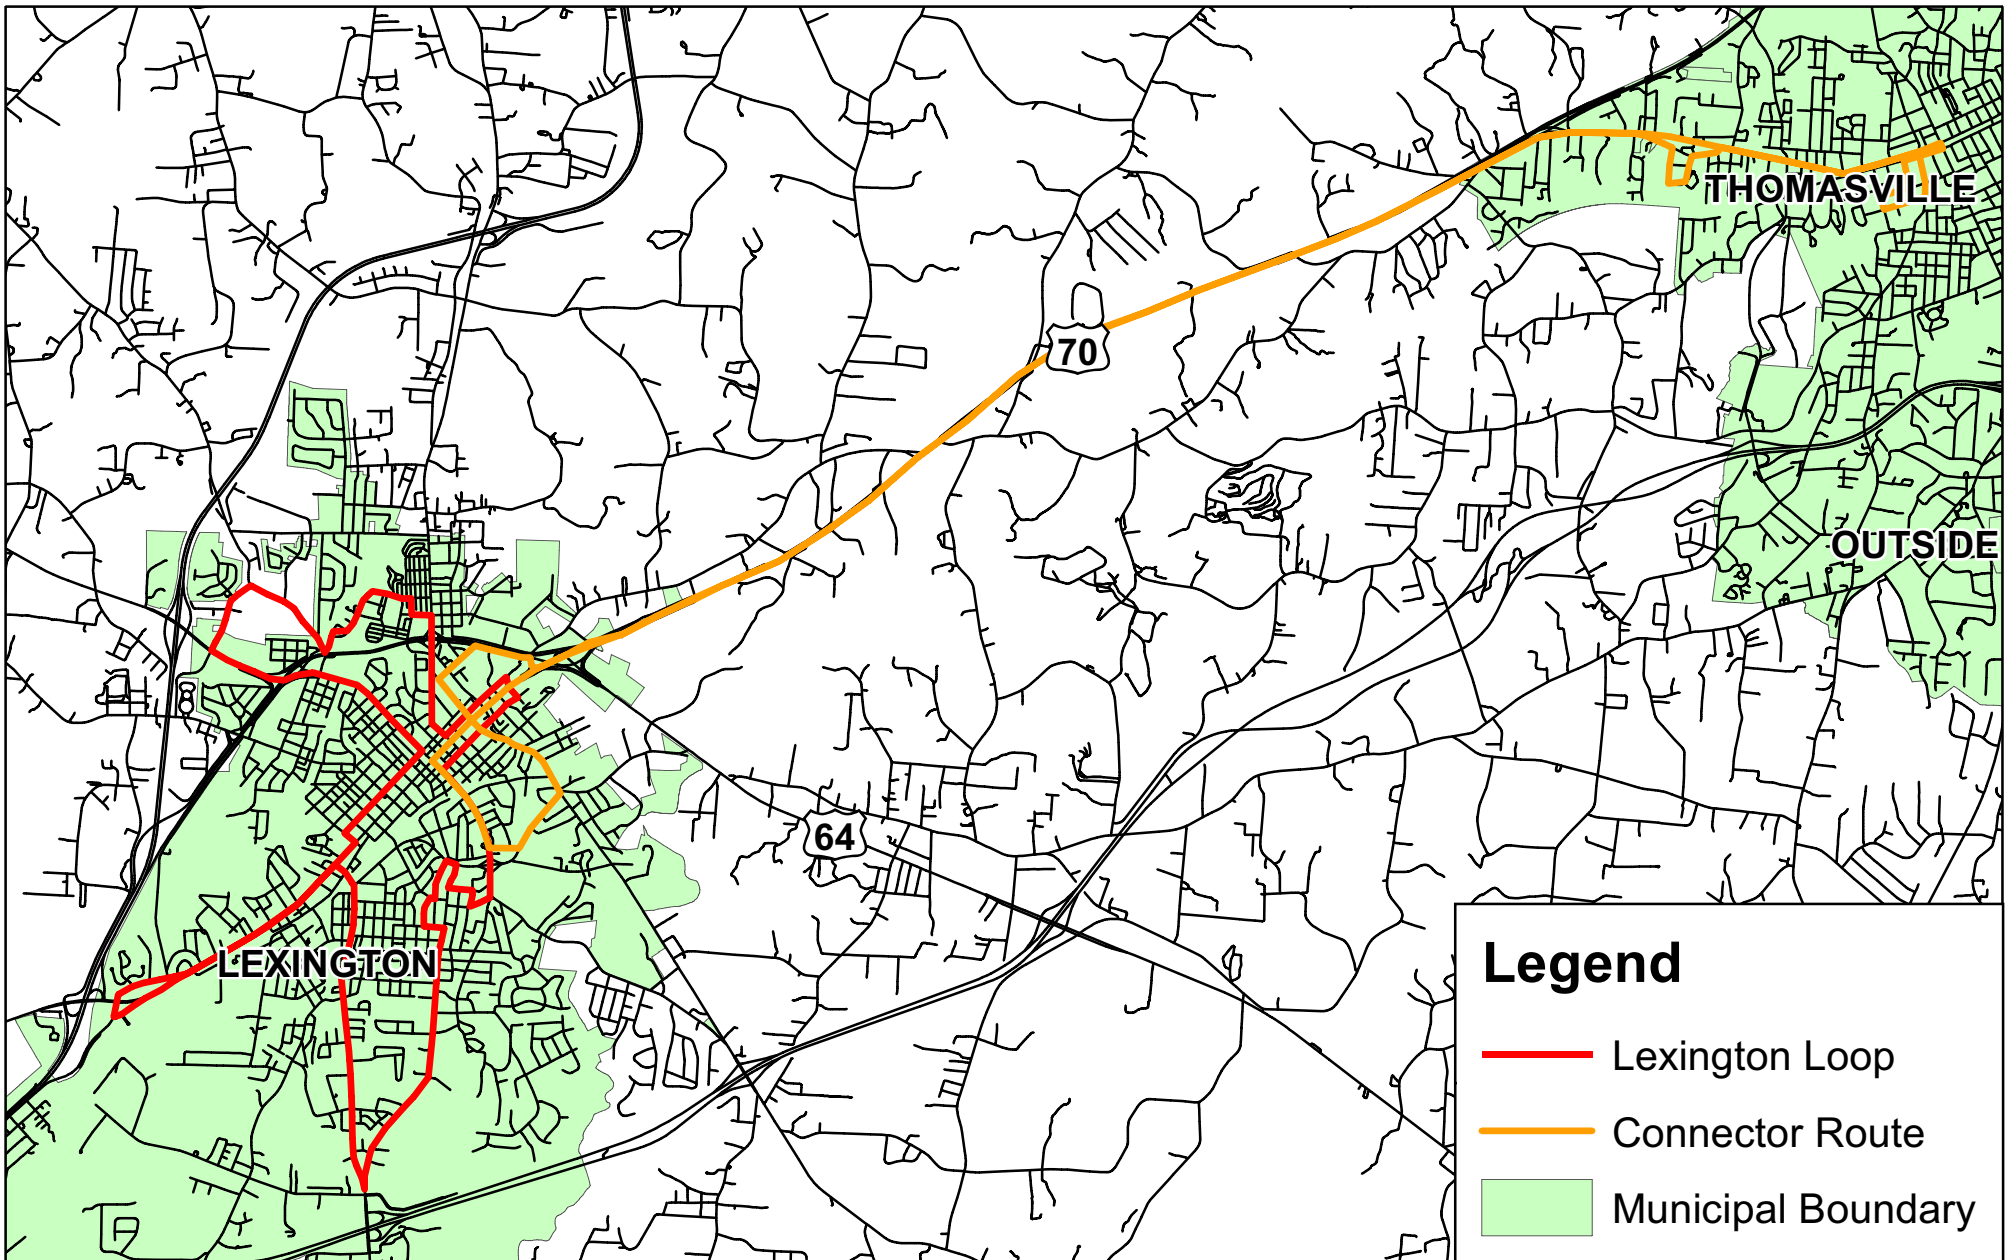 THOMASVILLE
70
OUTSIDE
64
LEXINGTON
Legend
Lexington Loop
Connector Route
Municipal Boundary